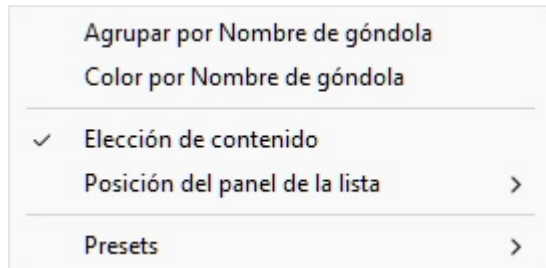 Agrupar por Nombre de góndola
Color por Nombre de góndola
Elección de contenido
Posición del panel de la lista
Presets